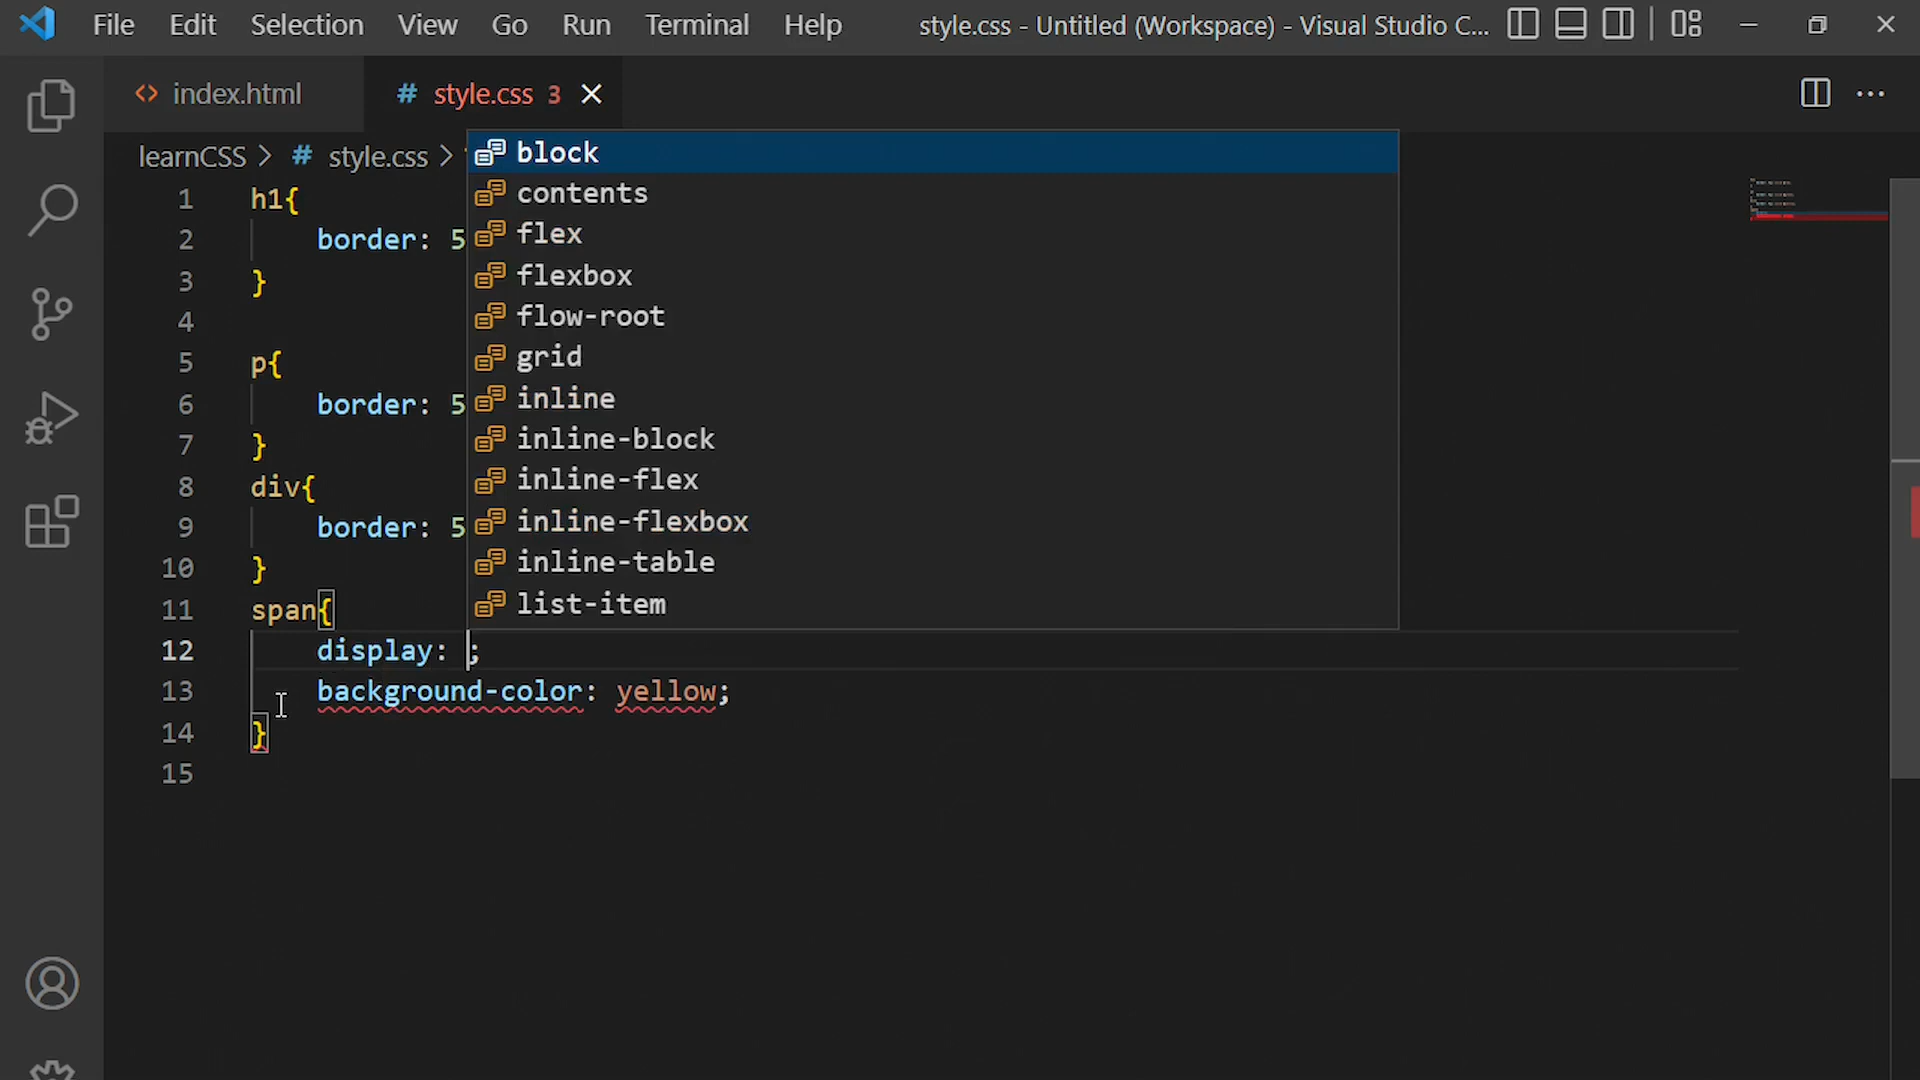 File Edit Selection View Go Run Terminal Help style.css - Untitled (Workspace) - Visual Studio C...
index.html # style.css 3
learnCSS > # style.css >
1 h1{
2 border: 5
3 }
4
5 p{
6 border: 5
7 }
8 div{
9 border: 5
10 }
11 span{
12 display: ;
13 background-color: yellow;
14 }
15
block
contents
flex
flexbox
flow-root
grid
inline
inline-block
inline-flex
inline-flexbox
inline-table
list-item